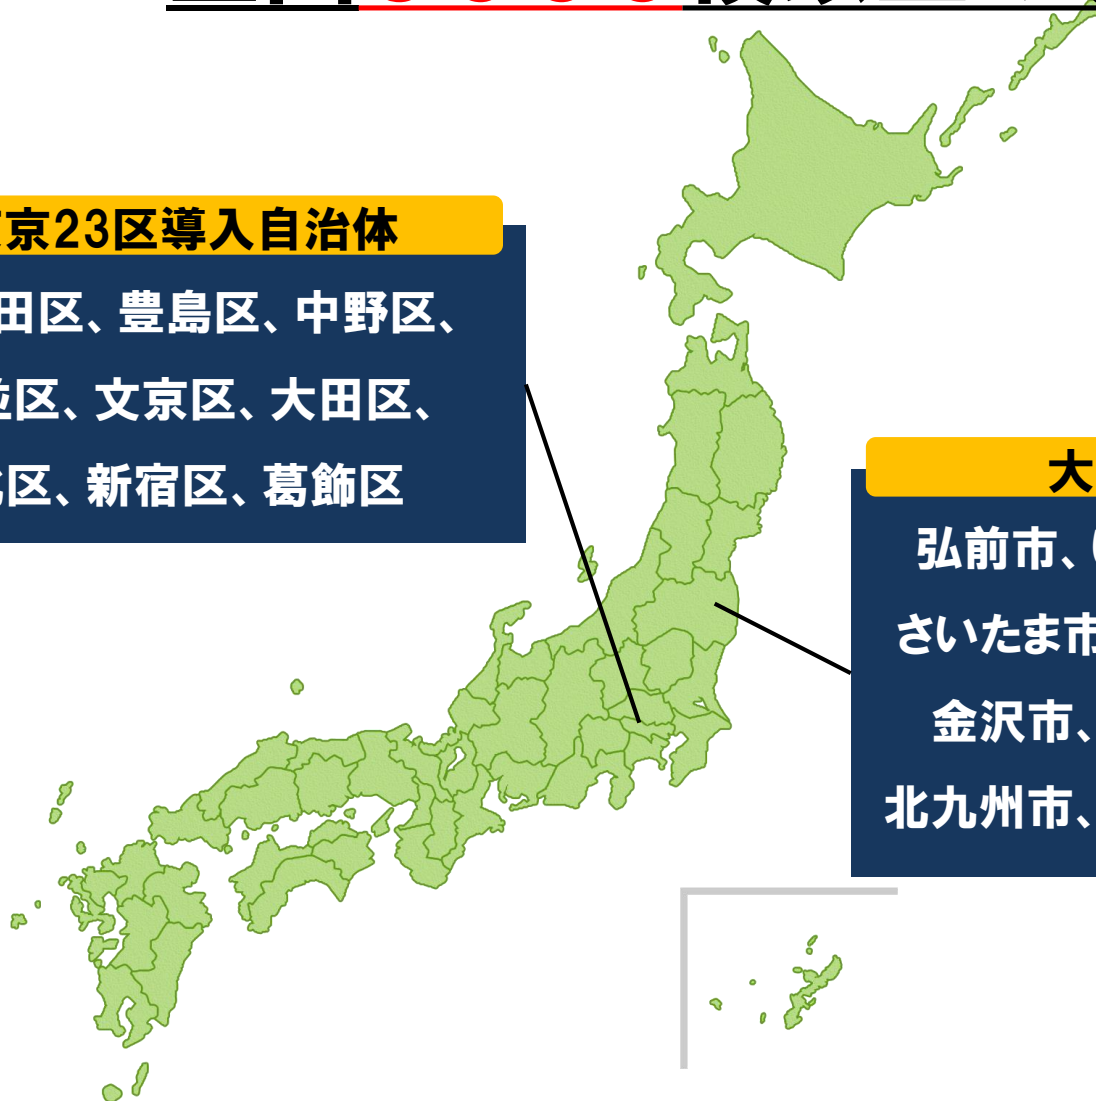 京23区導入自治体
田区、豊島区、中野区、
区、文京区、大田区、
区、新宿区、葛飾区
大
弘前市、
さいたま市
金沢市、
北九州市、